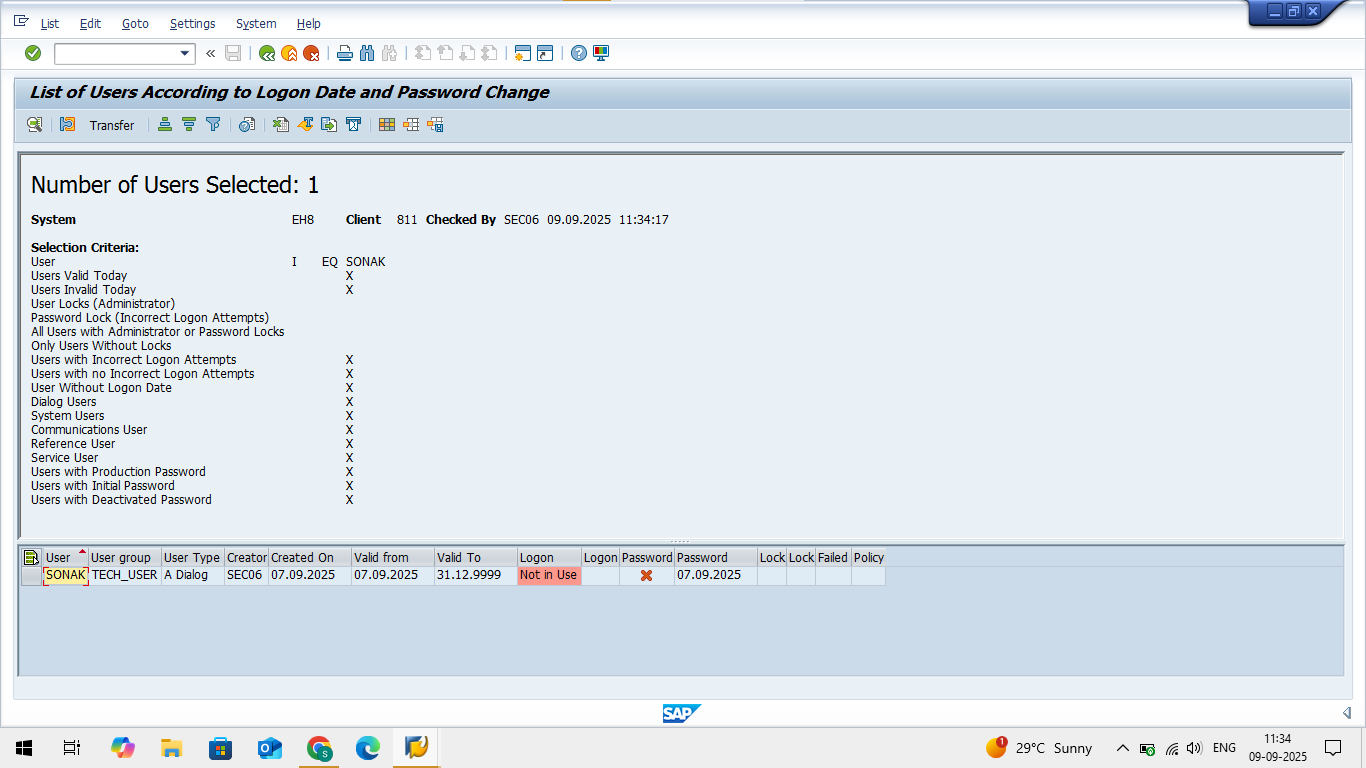 List Edit Goto Settings System Help
List of Users According to Logon Date and Password Change
Transfer
Number of Users Selected: 1
System EH8 Client 811 Checked By SEC06 09.09.2025 11:34:17
Selection Criteria:
User I EQ SONAK
Users Valid Today X
Users Invalid Today X
User Locks (Administrator)
Password Lock (Incorrect Logon Attempts)
All Users with Administrator or Password Locks
Only Users Without Locks
Users with Incorrect Logon Attempts X
Users with no Incorrect Logon Attempts X
User Without Logon Date X
Dialog Users X
System Users X
Communications User X
Reference User X
Service User X
Users with Production Password X
Users with Initial Password X
Users with Deactivated Password X
User User group User Type Creator Created On Valid from Valid To Logon Logon Password Password Lock Lock Failed Policy
SONAK TECH_USER A Dialog SEC06 07.09.2025 07.09.2025 31.12.9999 Not in Use 07.09.2025
SAP
1 29°C Sunny ENG 11:34
09-09-2025